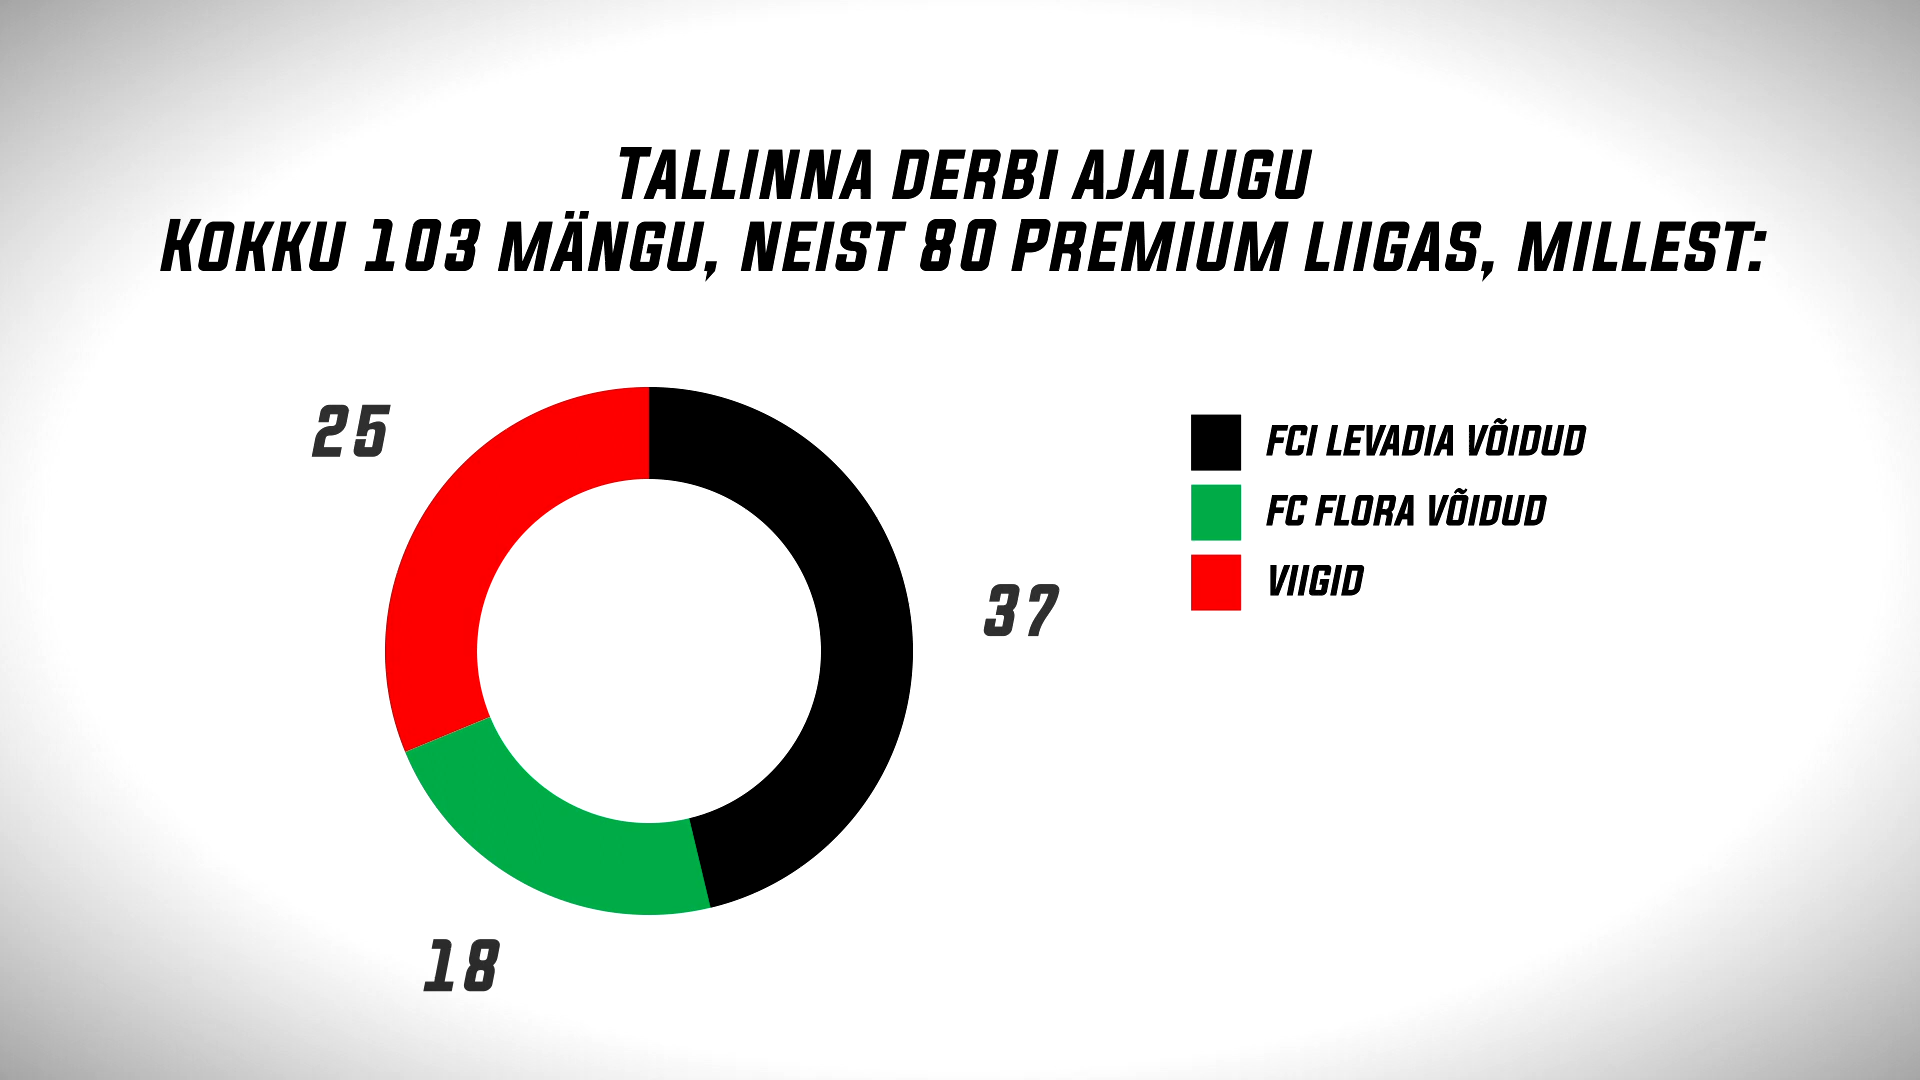 TALLINNA DERBI AJALUGU
KOKKU 103 MÄNGU, NEIST 80 PREMIUM LIIGAS, MILLEST:
25
37
18
FCI LEVADIA VÕIDUD
FC FLORA VÕIDUD
VIIGID